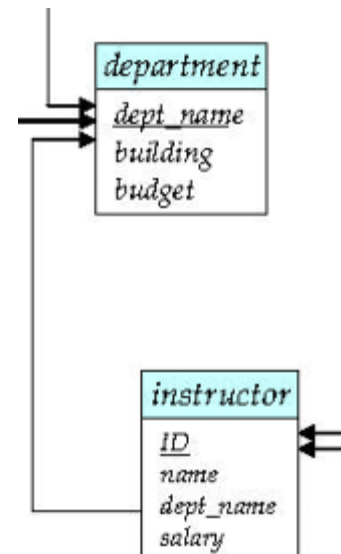 department
dept_name
building
budget
instructor
ID
name
dept_name
salary